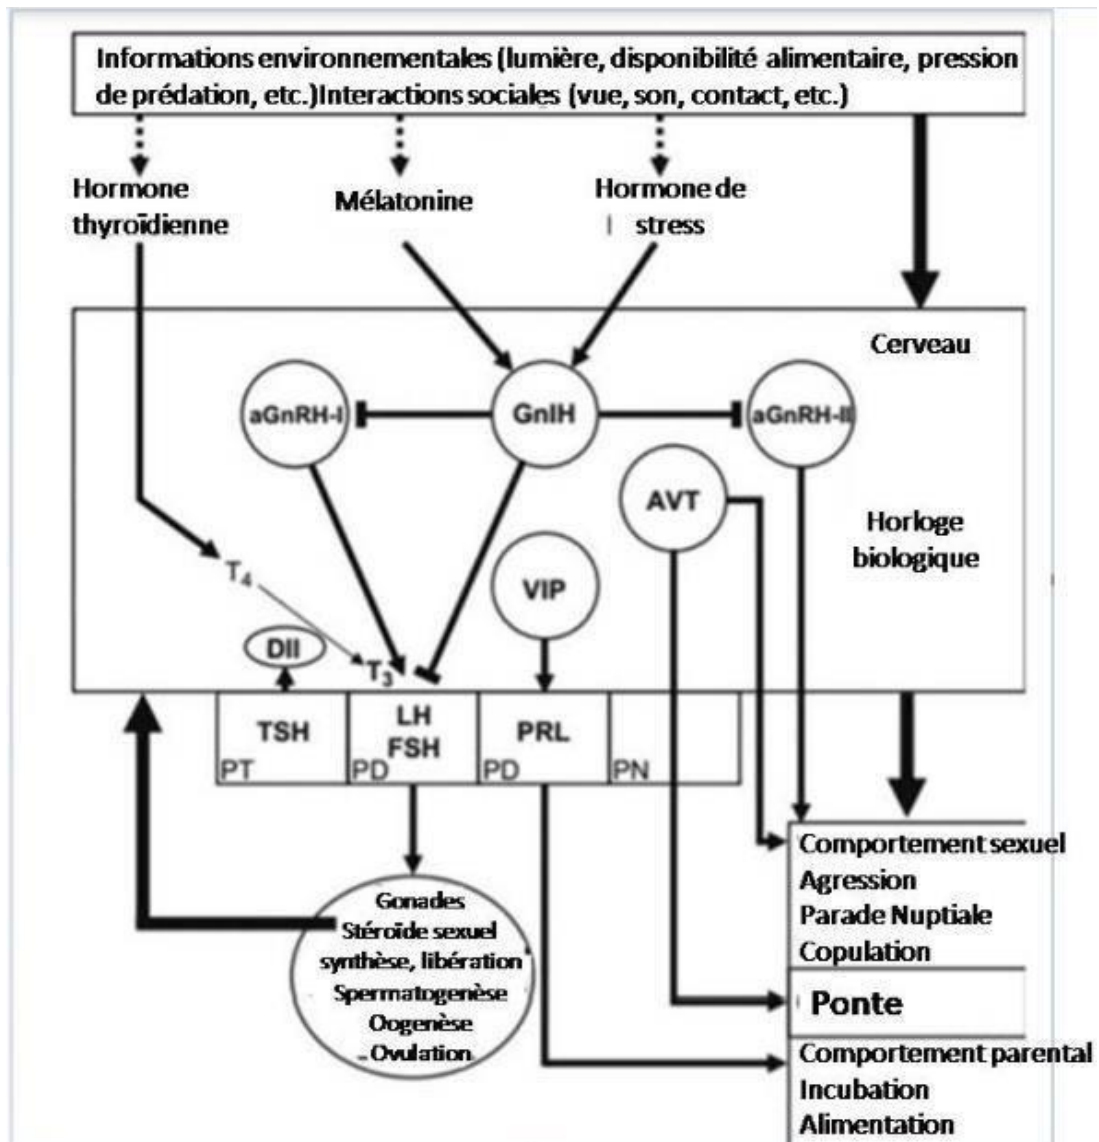 Informations environnementales (lumière, disponibilité alimentaire, pression
de prédation, etc.)Interactions sociales (vue, son, contact, etc.)
Hormone
thyroïdienne
Mélatonine
Hormone de
stress
Cerveau
aGnRH-I
GnIH
aGnRH-II
AVT
Horloge
biologique
VIP
T4
DII
T3
TSH
PT
LH
FSH
PD
PRL
PD
PN
Comportement sexuel
Agression
Parade Nuptiale
Copulation
Gonades
Stéroïde sexuel
synthèse, libération
Spermatogenèse
Oogenèse
Ovulation
Ponte
Comportement parental
Incubation
Alimentation